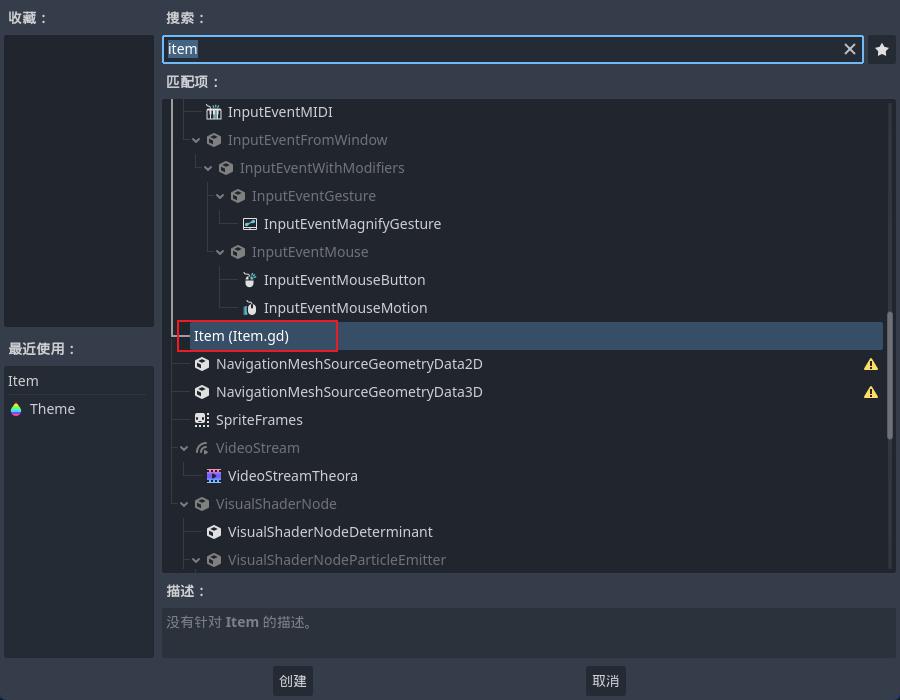 收藏：
搜索：
item
匹配项：
InputEventMIDI
InputEventFromWindow
InputEventWithModifiers
InputEventGesture
InputEventMagnifyGesture
InputEventMouse
InputEventMouseButton
InputEventMouseMotion
Item (Item.gd)
NavigationMeshSourceGeometryData2D
NavigationMeshSourceGeometryData3D
SpriteFrames
VideoStream
VideoStreamTheora
VisualShaderNode
VisualShaderNodeDeterminant
VisualShaderNodeParticleEmitter
最近使用：
Item
Theme
描述：
没有针对 Item 的描述。
创建
取消